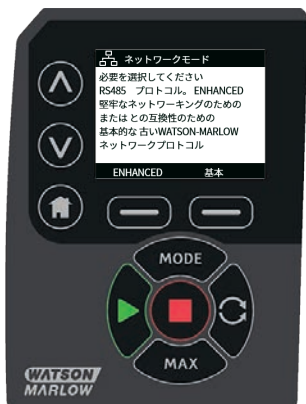 ネットワークモード
必要を選択してください
RS485 プロトコル。ENHANCED
堅牢なネットワーキングのための
または との互換性のための
基本的な 古いWATSON-MARLOW
ネットワークプロトコル
ENHANCED 基本
MODE
MAX
WATSON
MARLOW